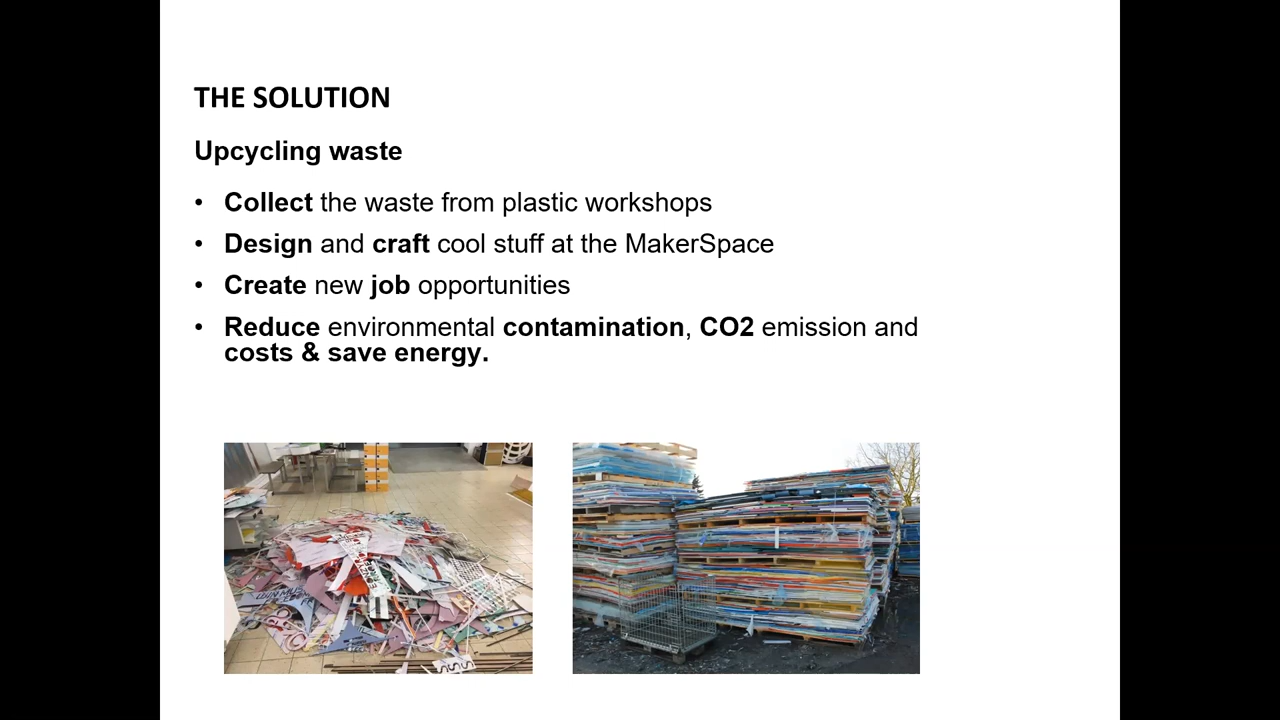 THE SOLUTION
Upcycling waste
• Collect the waste from plastic workshops
• Design and craft cool stuff at the MakerSpace
• Create new job opportunities
• Reduce environmental contamination, CO2 emission and
costs & save energy.